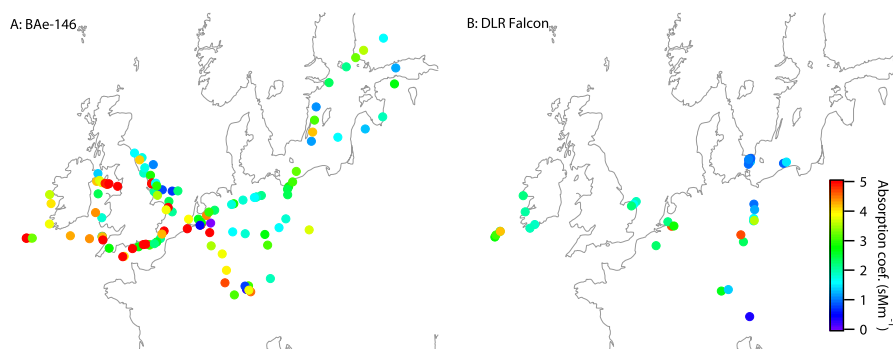 A: BAe-146
B: DLR Falcon
5
4
3
2
1
0
Absorption coef. (sMm⁻¹)